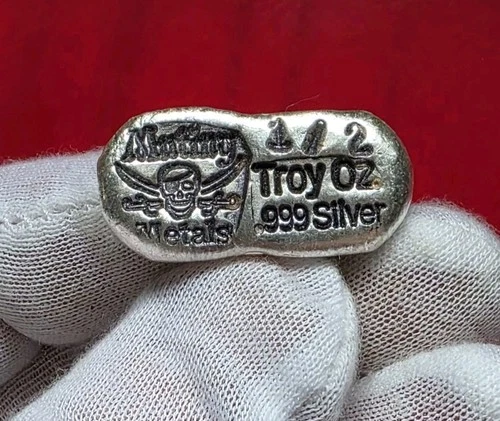 Mutiny
Metals
1/2
Troy Oz
.999 Silver